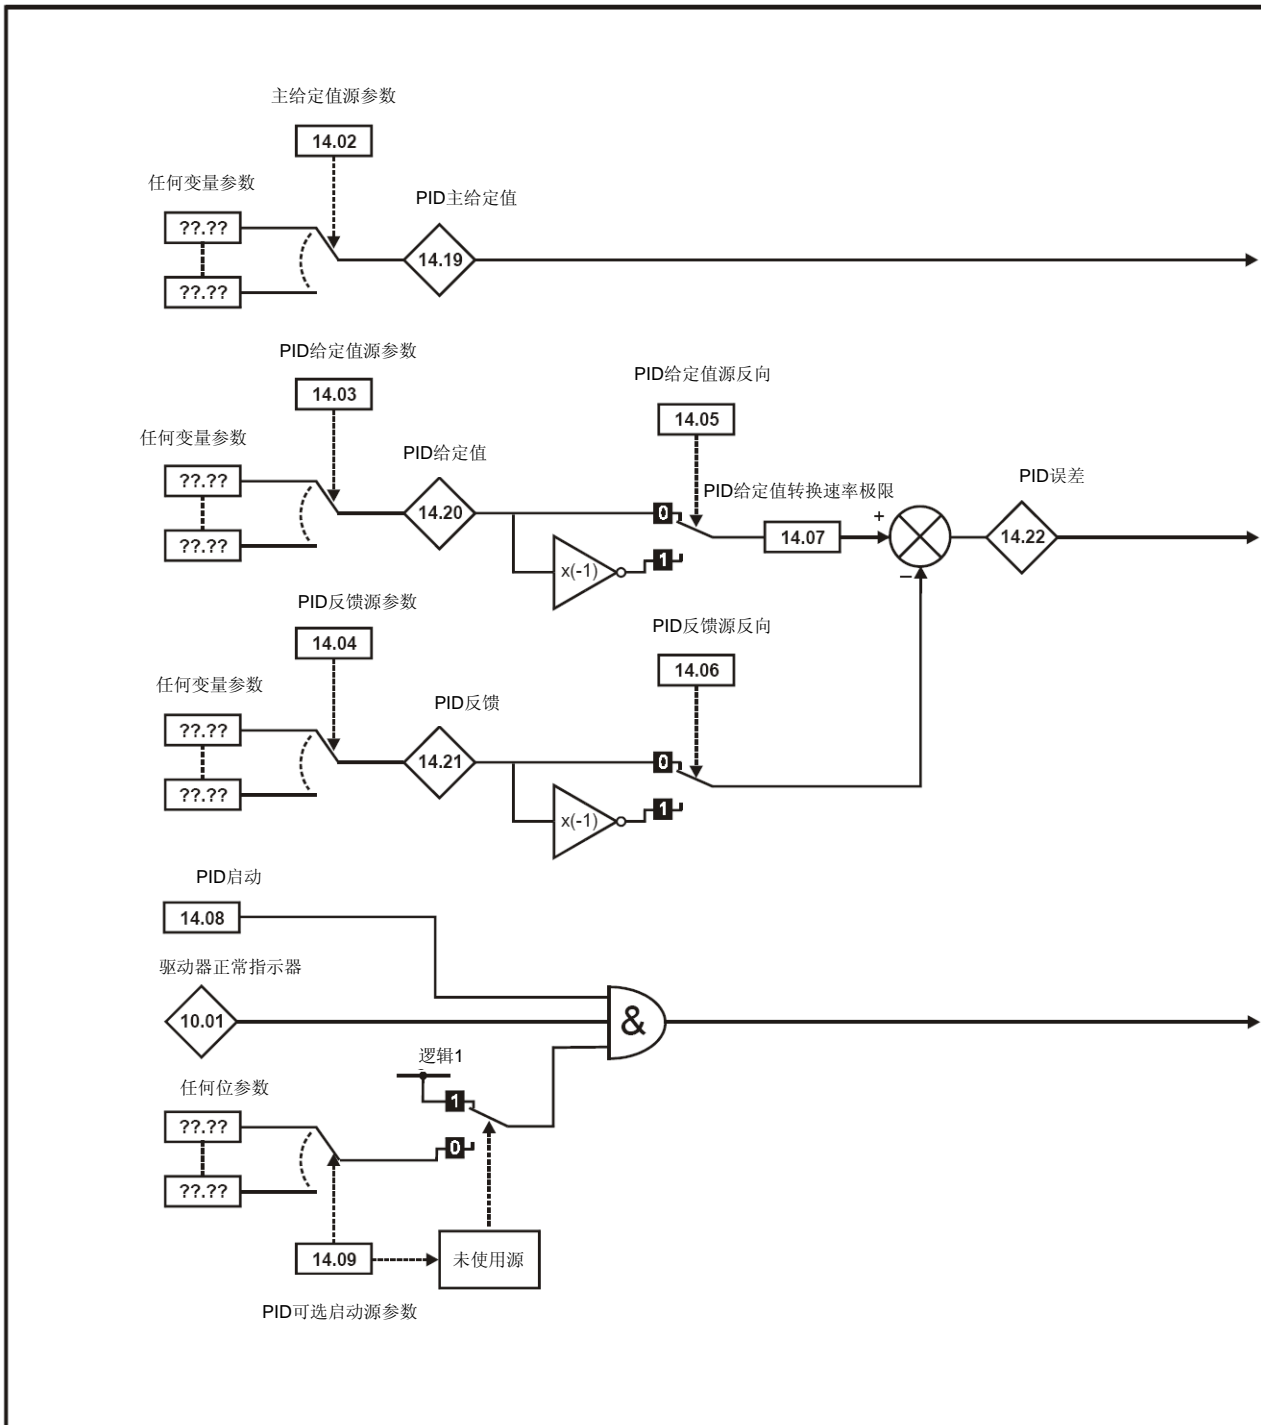 主给定值源参数
14.02
任何变量参数
PID主给定值
??.??
14.19
??.??
PID给定值源参数
PID给定值源反向
14.03
14.05
任何变量参数
PID给定值
PID误差
??.??
PID给定值转换速率极限
14.20
0
+
14.07
14.22
??.??
x(-1)
1
–
PID反馈源参数
PID反馈源反向
14.04
14.06
任何变量参数
PID反馈
??.??
14.21
0
??.??
x(-1)
1
PID启动
14.08
驱动器正常指示器
10.01
&
逻辑1
任何位参数
1
??.??
0
??.??
14.09
未使用源
PID可选启动源参数